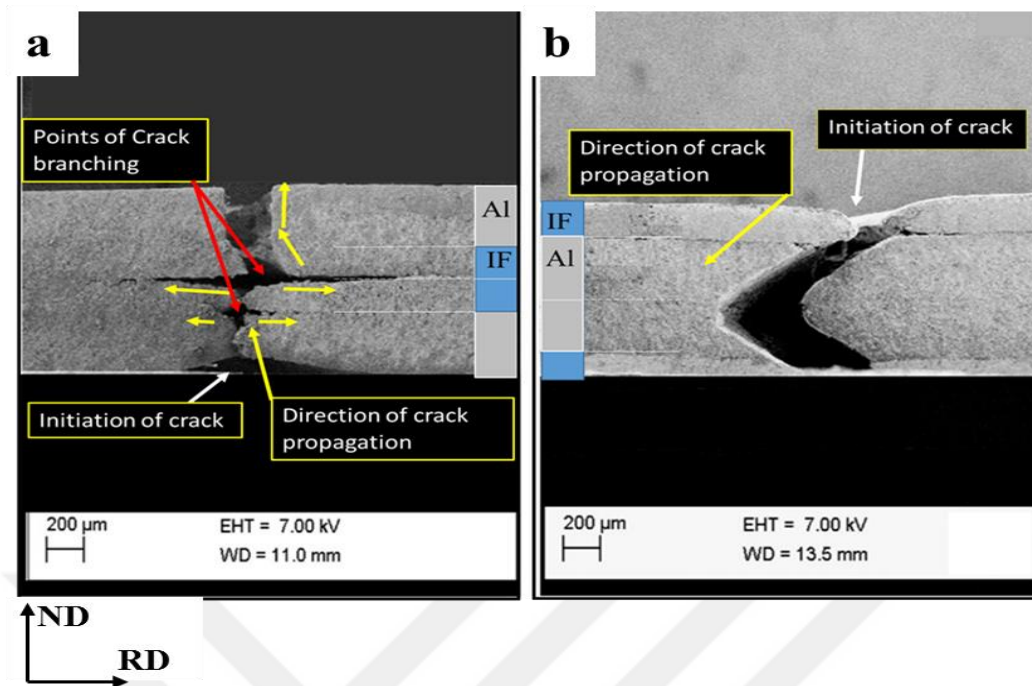 a
Points of Crack
branching
Al
IF
Initiation of crack
Direction of crack
propagation
200 µm
EHT = 7.00 kV
WD = 11.0 mm
b
Initiation of crack
Direction of crack
propagation
IF
Al
200 µm
EHT = 7.00 kV
WD = 13.5 mm
ND
RD